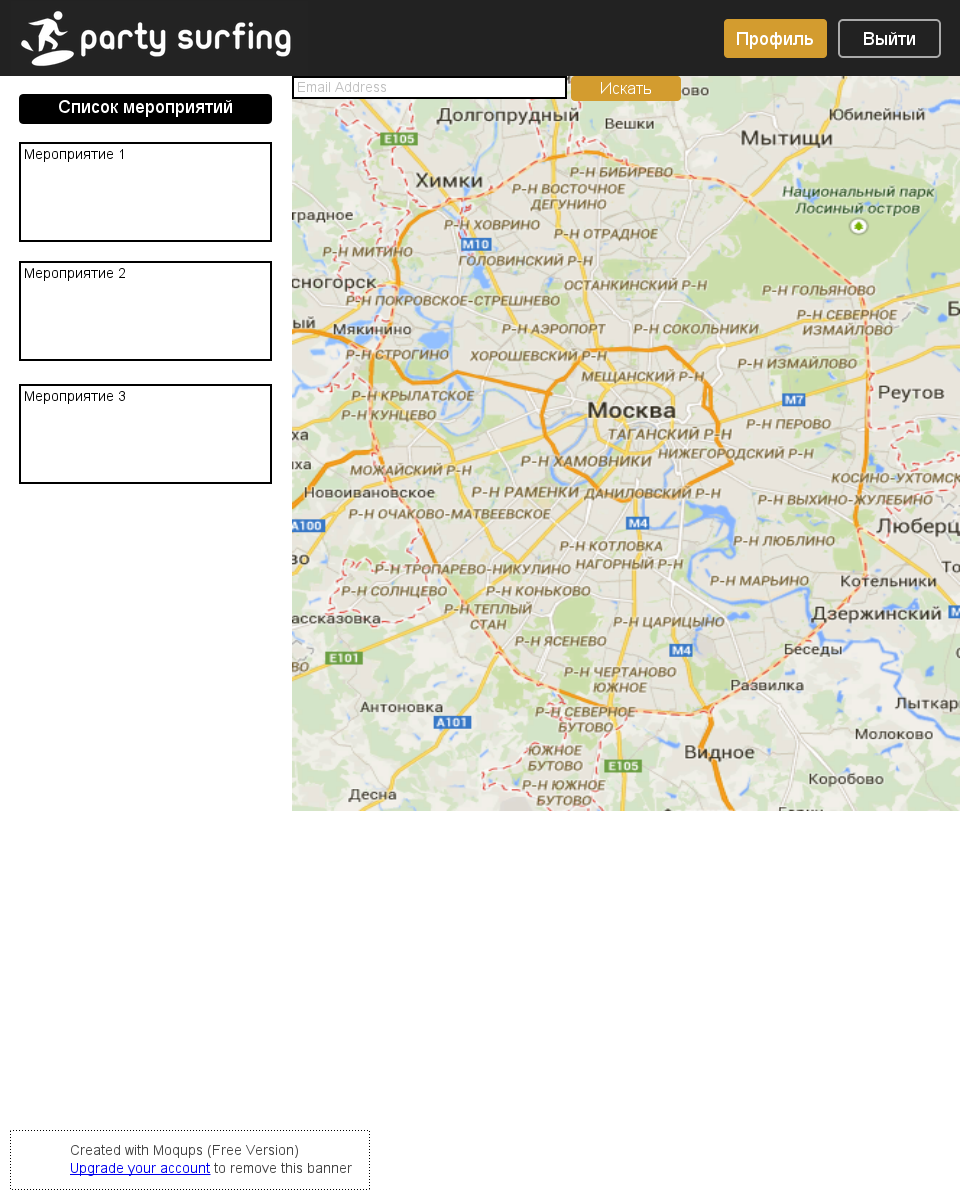 party surfing
Профиль
Выйти
Список мероприятий
Мероприятие 1
Мероприятие 2
Мероприятие 3
Email Address
Искать
ово
Долгопрудный
Вешки
Юбилейный
E105
Мытищи
Р-Н БИБИРЕВО
Химки
Р-Н ВОСТОЧНОЕ
ДЕГУНИНО
Национальный парк
Лосиный остров
традное
Р-Н ХОВРИНО
Р-Н ОТРАДНОЕ
M10
Р-Н МИТИНО
ГОЛОВИНСКИЙ Р-Н
сногорск
ОСТАНКИНСКИЙ Р-Н
Р-Н ГОЛЬЯНОВО
Р-Н ПОКРОВСКОЕ-СТРЕШНЕВО
Б
ый
Мякинино
Р-Н АЭРОПОРТ
Р-Н СОКОЛЬНИКИ
Р-Н СЕВЕРНОЕ
ИЗМАЙЛОВО
Р-Н СТРОГИНО
ХОРОШЕВСКИЙ Р-Н
Р-Н ИЗМАЙЛОВО
МЕЩАНСКИЙ Р-Н
Р-Н КРЫЛАТСКОЕ
M7
Реутов
Р-Н КУНЦЕВО
Москва
Р-Н ПЕРОВО
ха
ТАГАНСКИЙ Р-Н
иха
МОЖАЙСКИЙ Р-Н
Р-Н ХАМОВНИКИ
НИЖЕГОРОДСКИЙ Р-Н
КОСИНО-УХТОМСК
Новоивановское
Р-Н РАМЕНКИ
ДАНИЛОВСКИЙ Р-Н
Р-Н ВЫХИНО-ЖУЛЕБИНО
A100
Р-Н ОЧАКОВО-МАТВЕЕВСКОЕ
M4
Люберц
Р-Н КОТЛОВКА
Р-Н ЛЮБЛИНО
во
Р-Н ТРОПАРЕВО-НИКУЛИНО
НАГОРНЫЙ Р-Н
То
Р-Н СОЛНЦЕВО
Р-Н КОНЬКОВО
Р-Н МАРЬИНО
Котельники
Р-Н ТЕПЛЫЙ
СТАН
ассказовка
Р-Н ЦАРИЦЫНО
Дзержинский
M
Р-Н ЯСЕНЕВО
M4
Беседы
E101
во
Р-Н ЧЕРТАНОВО
ЮЖНОЕ
Развилка
Антоновка
A101
Р-Н СЕВЕРНОЕ
БУТОВО
Лыткар
Молоково
ЮЖНОЕ
БУТОВО
Видное
E105
Коробово
Р-Н ЮЖНОЕ
БУТОВО
Десна
Created with Moqups (Free Version)
Upgrade your account to remove this banner